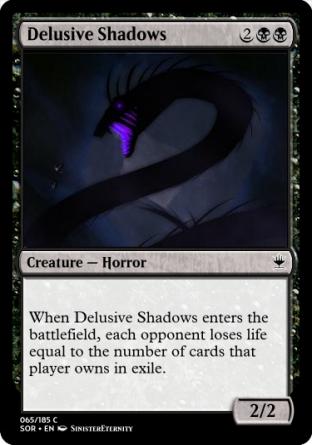 Delusive Shadows 2
Creature — Horror
When Delusive Shadows enters the
battlefield, each opponent loses life
equal to the number of cards that
player owns in exile.
065/185 C
SOR • EN SinisterEternity
2/2